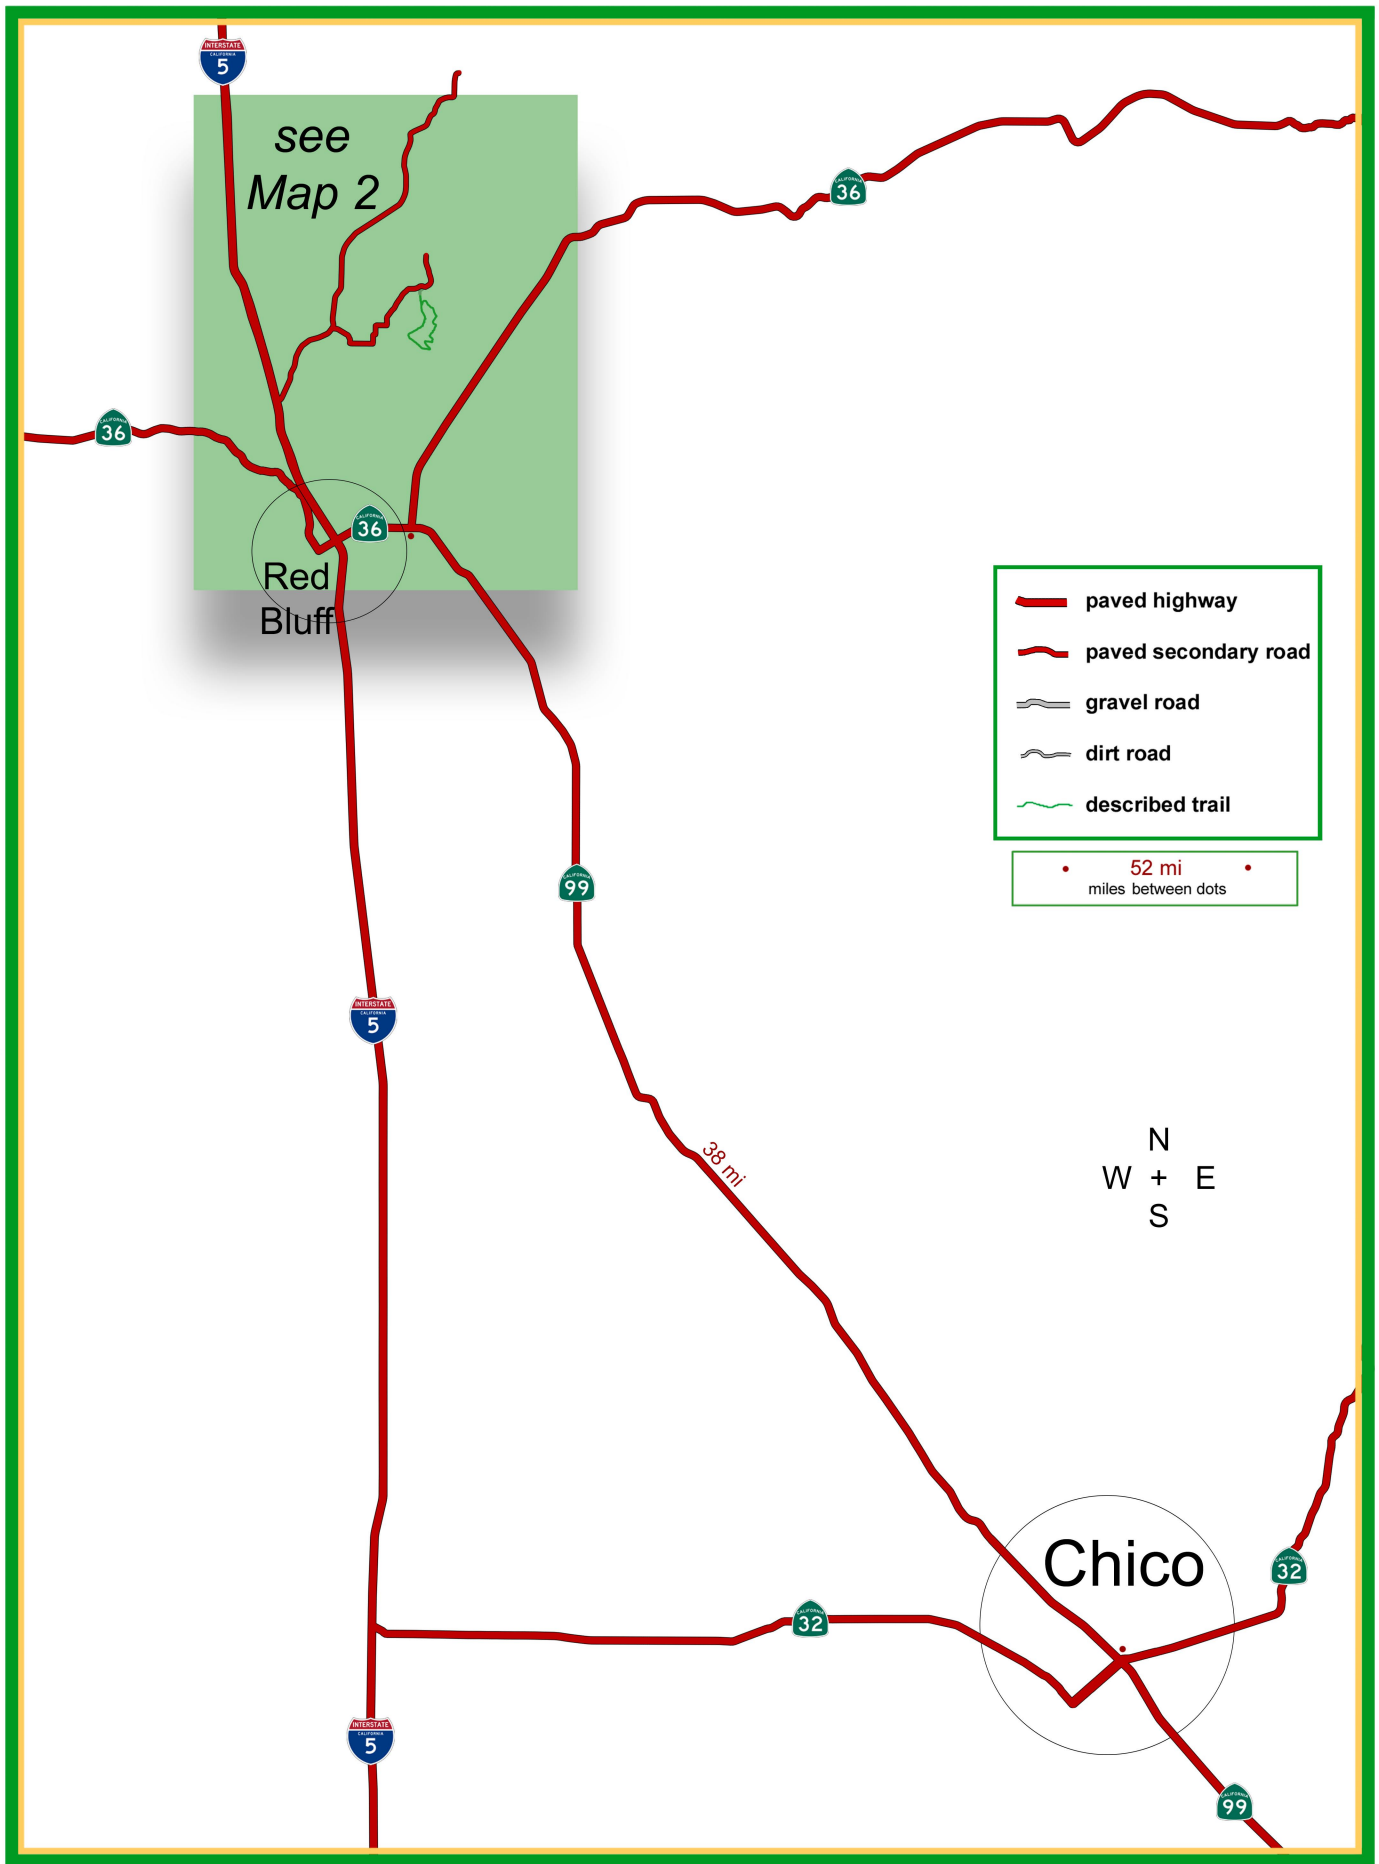 INTERSTATE
CALIFORNIA
5
see
Map 2
CALIFORNIA
36
CALIFORNIA
36
CALIFORNIA
36
Red
Bluff
paved highway
paved secondary road
gravel road
dirt road
described trail
52 mi
miles between dots
CALIFORNIA
99
INTERSTATE
CALIFORNIA
5
38 mi
N
W + E
S
Chico
CALIFORNIA
32
CALIFORNIA
32
INTERSTATE
CALIFORNIA
5
CALIFORNIA
99